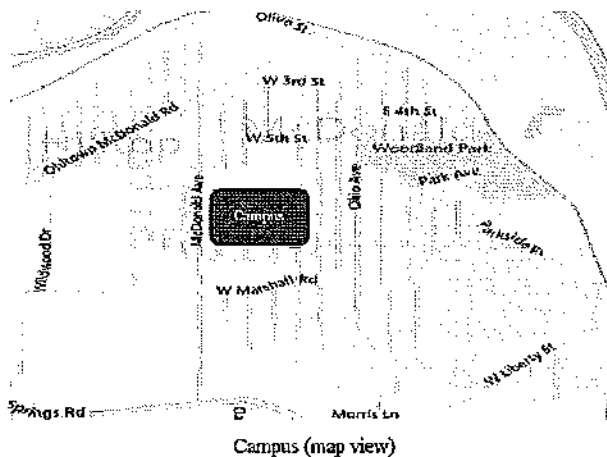 Olive St
W 3rd St
E 4th St
Ohltown McDonald Rd
W 5th St
Woodland Park
Park Ave
McDonald Ave
Ohio Ave
Campus
Parkside Pl
Wildwood Dr
W Marshall Rd
W Liberty St
Springs Rd
Morris Ln
Campus (map view)